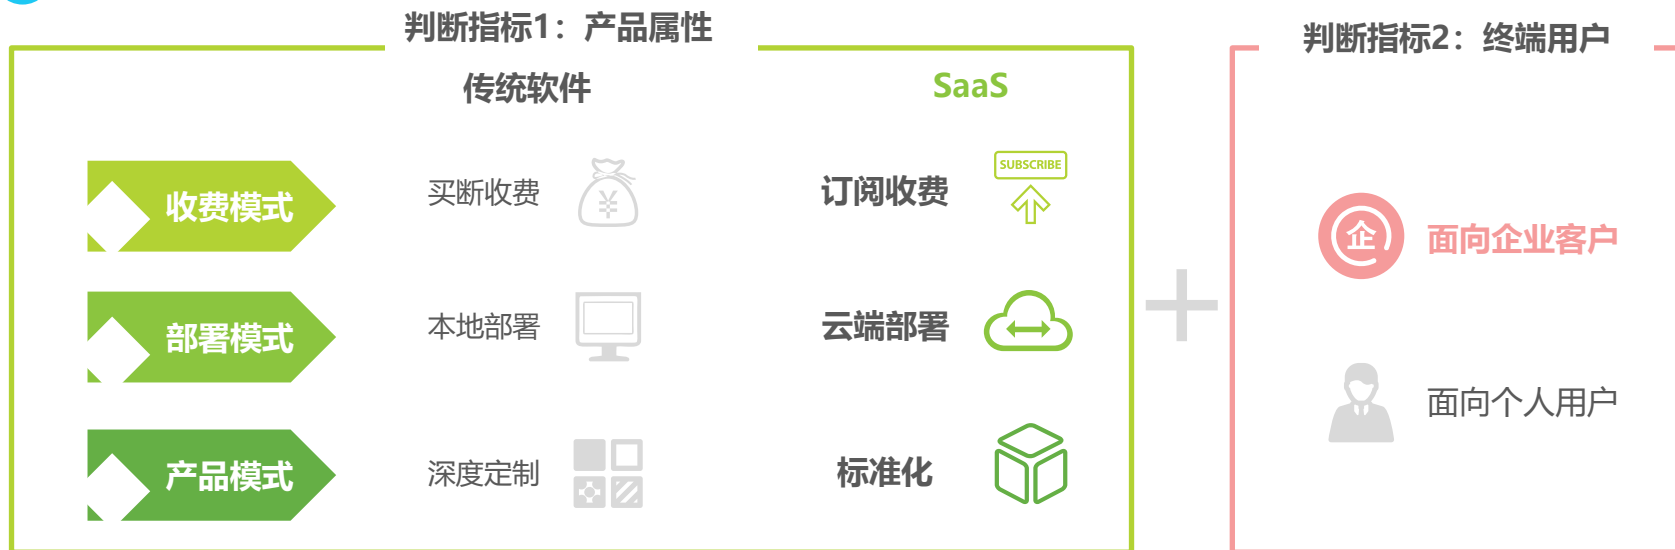 判断指标1：产品属性
判断指标2：终端用户
传统软件
SaaS
收费模式
买断收费
¥
订阅收费
SUBSCRIBE
企
面向企业客户
部署模式
本地部署
云端部署
面向个人用户
产品模式
深度定制
标准化